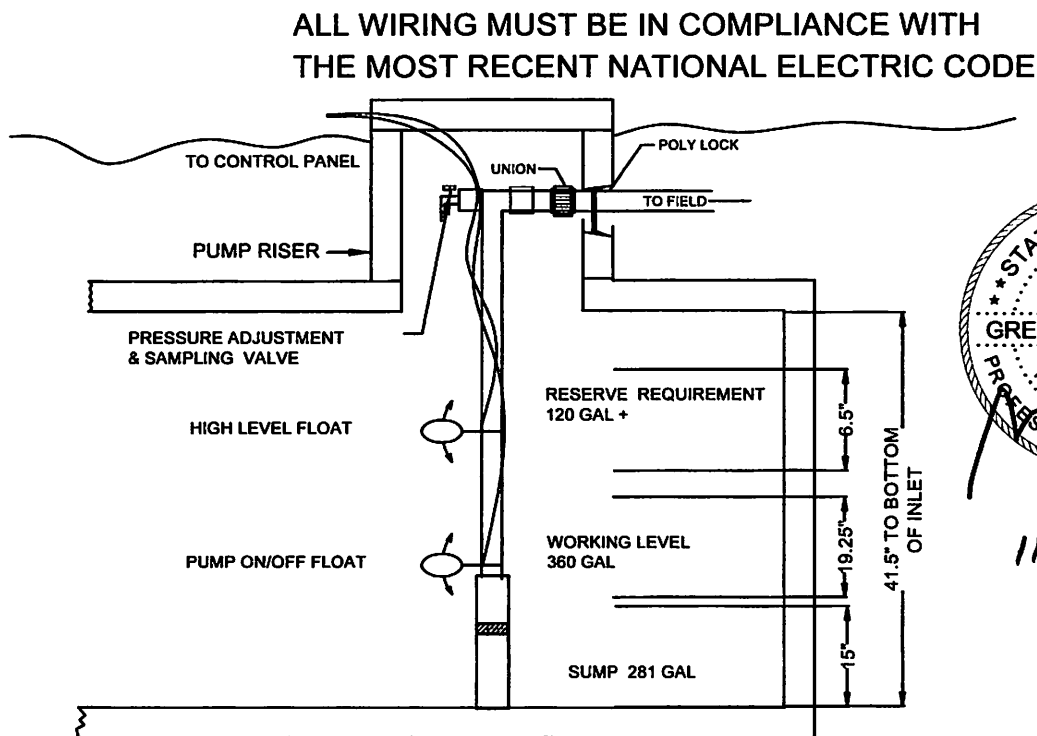 ALL WIRING MUST BE IN COMPLIANCE WITH
THE MOST RECENT NATIONAL ELECTRIC CODE
TO CONTROL PANEL
UNION
POLY LOCK
TO FIELD
PUMP RISER
PRESSURE ADJUSTMENT
& SAMPLING VALVE
RESERVE REQUIREMENT
120 GAL +
6.5"
HIGH LEVEL FLOAT
41.5" TO BOTTOM
OF INLET
PUMP ON/OFF FLOAT
WORKING LEVEL
360 GAL
19.25"
SUMP 281 GAL
15"